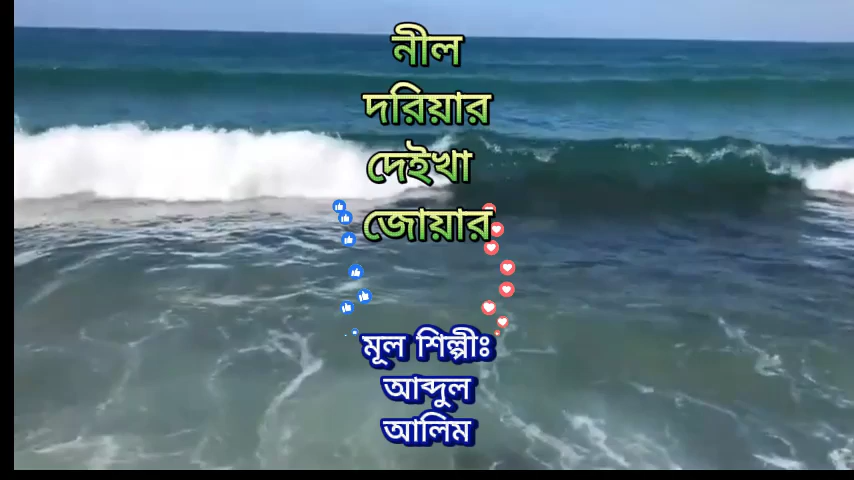 নীল
দরিয়ার
দেইখা
জোয়ার
মূল শিল্পীঃ
আব্দুল
আলিম